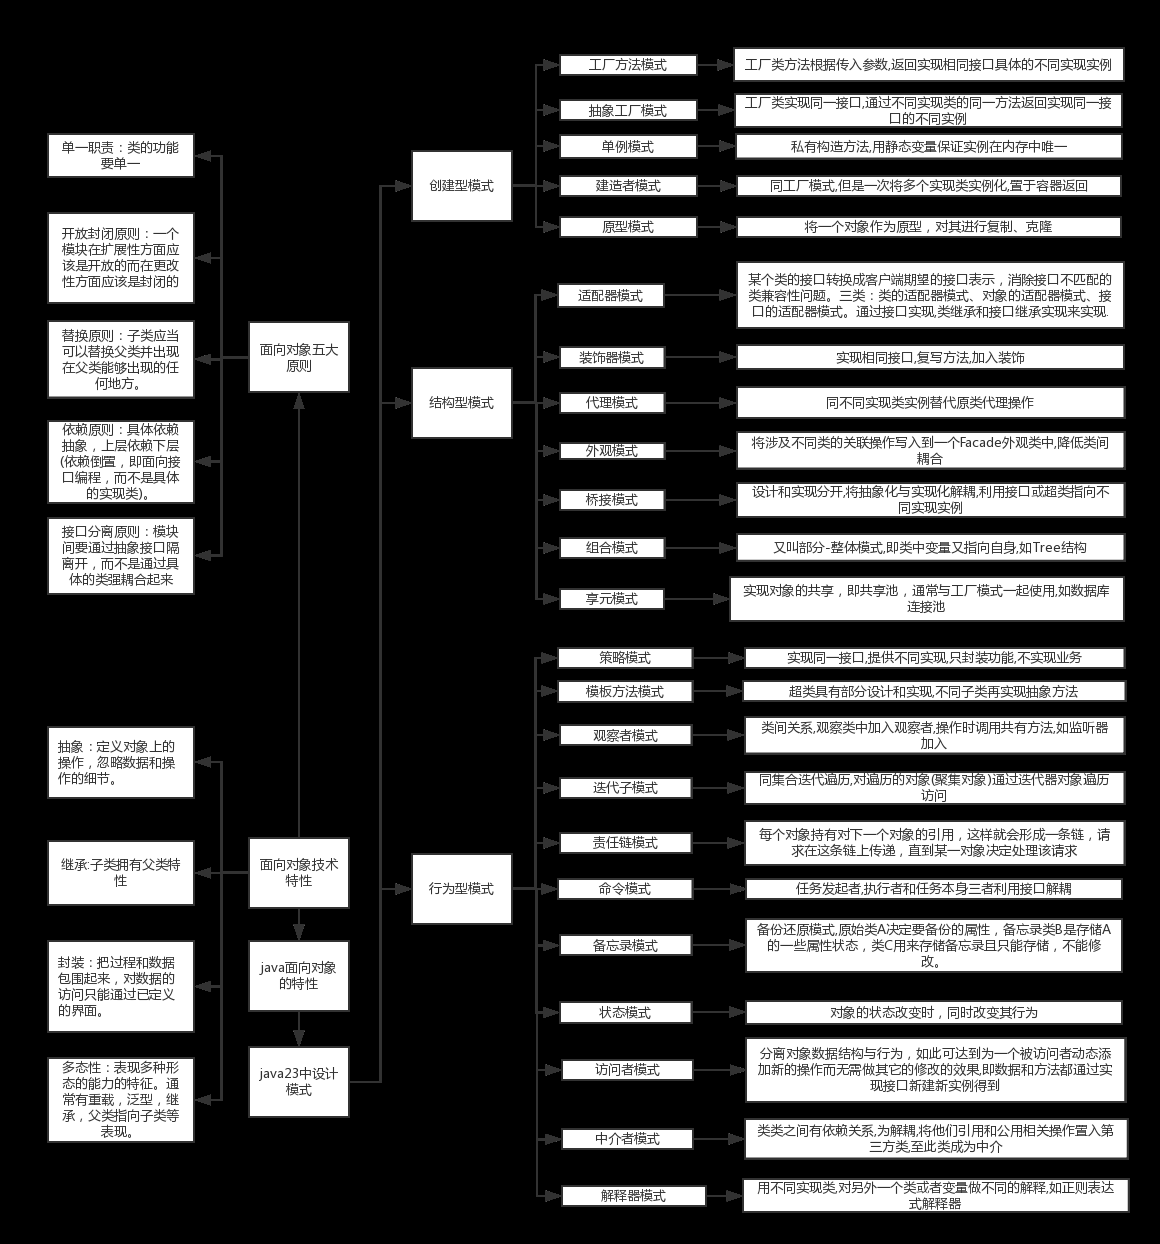 单一职责：类的功能
要单一
开放封闭原则：一个
模块在扩展性方面应
该是开放的而在更改
性方面应该是封闭的
替换原则：子类应当
可以替换父类并出现
在父类能够出现的任
何地方。
依赖原则：具体依赖
抽象，上层依赖下层
(依赖倒置，即面向接
口编程，而不是具体
的实现类)。
接口分离原则：模块
间要通过抽象接口隔
离开，而不是通过具
体的类强耦合起来
面向对象五大
原则
抽象：定义对象上的
操作，忽略数据和操
作的细节。
继承:子类拥有父类特
性
封装：把过程和数据
包围起来，对数据的
访问只能通过已定义
的界面。
多态性：表现多种形
态的能力的特征。通
常有重载，泛型，继
承，父类指向子类等
表现。
面向对象技术
特性
java面向对象
的特性
java23中设计
模式
创建型模式
工厂方法模式
工厂类方法根据传入参数,返回实现相同接口具体的不同实现实例
抽象工厂模式
工厂类实现同一接口,通过不同实现类的同一方法返回实现同一接
口的不同实例
单例模式
私有构造方法,用静态变量保证实例在内存中唯一
建造者模式
同工厂模式,但是一次将多个实现类实例化,置于容器返回
原型模式
将一个对象作为原型，对其进行复制、克隆
结构型模式
适配器模式
某个类的接口转换成客户端期望的接口表示，消除接口不匹配的
类兼容性问题。三类：类的适配器模式、对象的适配器模式、接
口的适配器模式。通过接口实现,类继承和接口继承实现来实现.
装饰器模式
实现相同接口,复写方法,加入装饰
代理模式
同不同实现类实例替代原类代理操作
外观模式
将涉及不同类的关联操作写入到一个Facade外观类中,降低类间
耦合
桥接模式
设计和实现分开,将抽象化与实现化解耦,利用接口或超类指向不
同实现实例
组合模式
又叫部分-整体模式,即类中变量又指向自身,如Tree结构
享元模式
实现对象的共享，即共享池，通常与工厂模式一起使用,如数据库
连接池
行为型模式
策略模式
实现同一接口,提供不同实现,只封装功能,不实现业务
模板方法模式
超类具有部分设计和实现,不同子类再实现抽象方法
观察者模式
类间关系,观察类中加入观察者,操作时调用共有方法,如监听器
加入
迭代子模式
同集合迭代遍历,对遍历的对象(聚集对象)通过迭代器对象遍历
访问
责任链模式
每个对象持有对下一个对象的引用，这样就会形成一条链，请
求在这条链上传递，直到某一对象决定处理该请求
命令模式
任务发起者,执行者和任务本身三者利用接口解耦
备忘录模式
备份还原模式,原始类A决定要备份的属性，备忘录类B是存储A
的一些属性状态，类C用来存储备忘录且只能存储，不能修
改。
状态模式
对象的状态改变时，同时改变其行为
访问者模式
分离对象数据结构与行为，如此可达到为一个被访问者动态添
加新的操作而无需做其它的修改的效果,即数据和方法都通过实
现接口新建新实例得到
中介者模式
类类之间有依赖关系,为解耦,将他们引用和公用相关操作置入第
三方类,至此类成为中介
解释器模式
用不同实现类,对另外一个类或者变量做不同的解释,如正则表达
式解释器